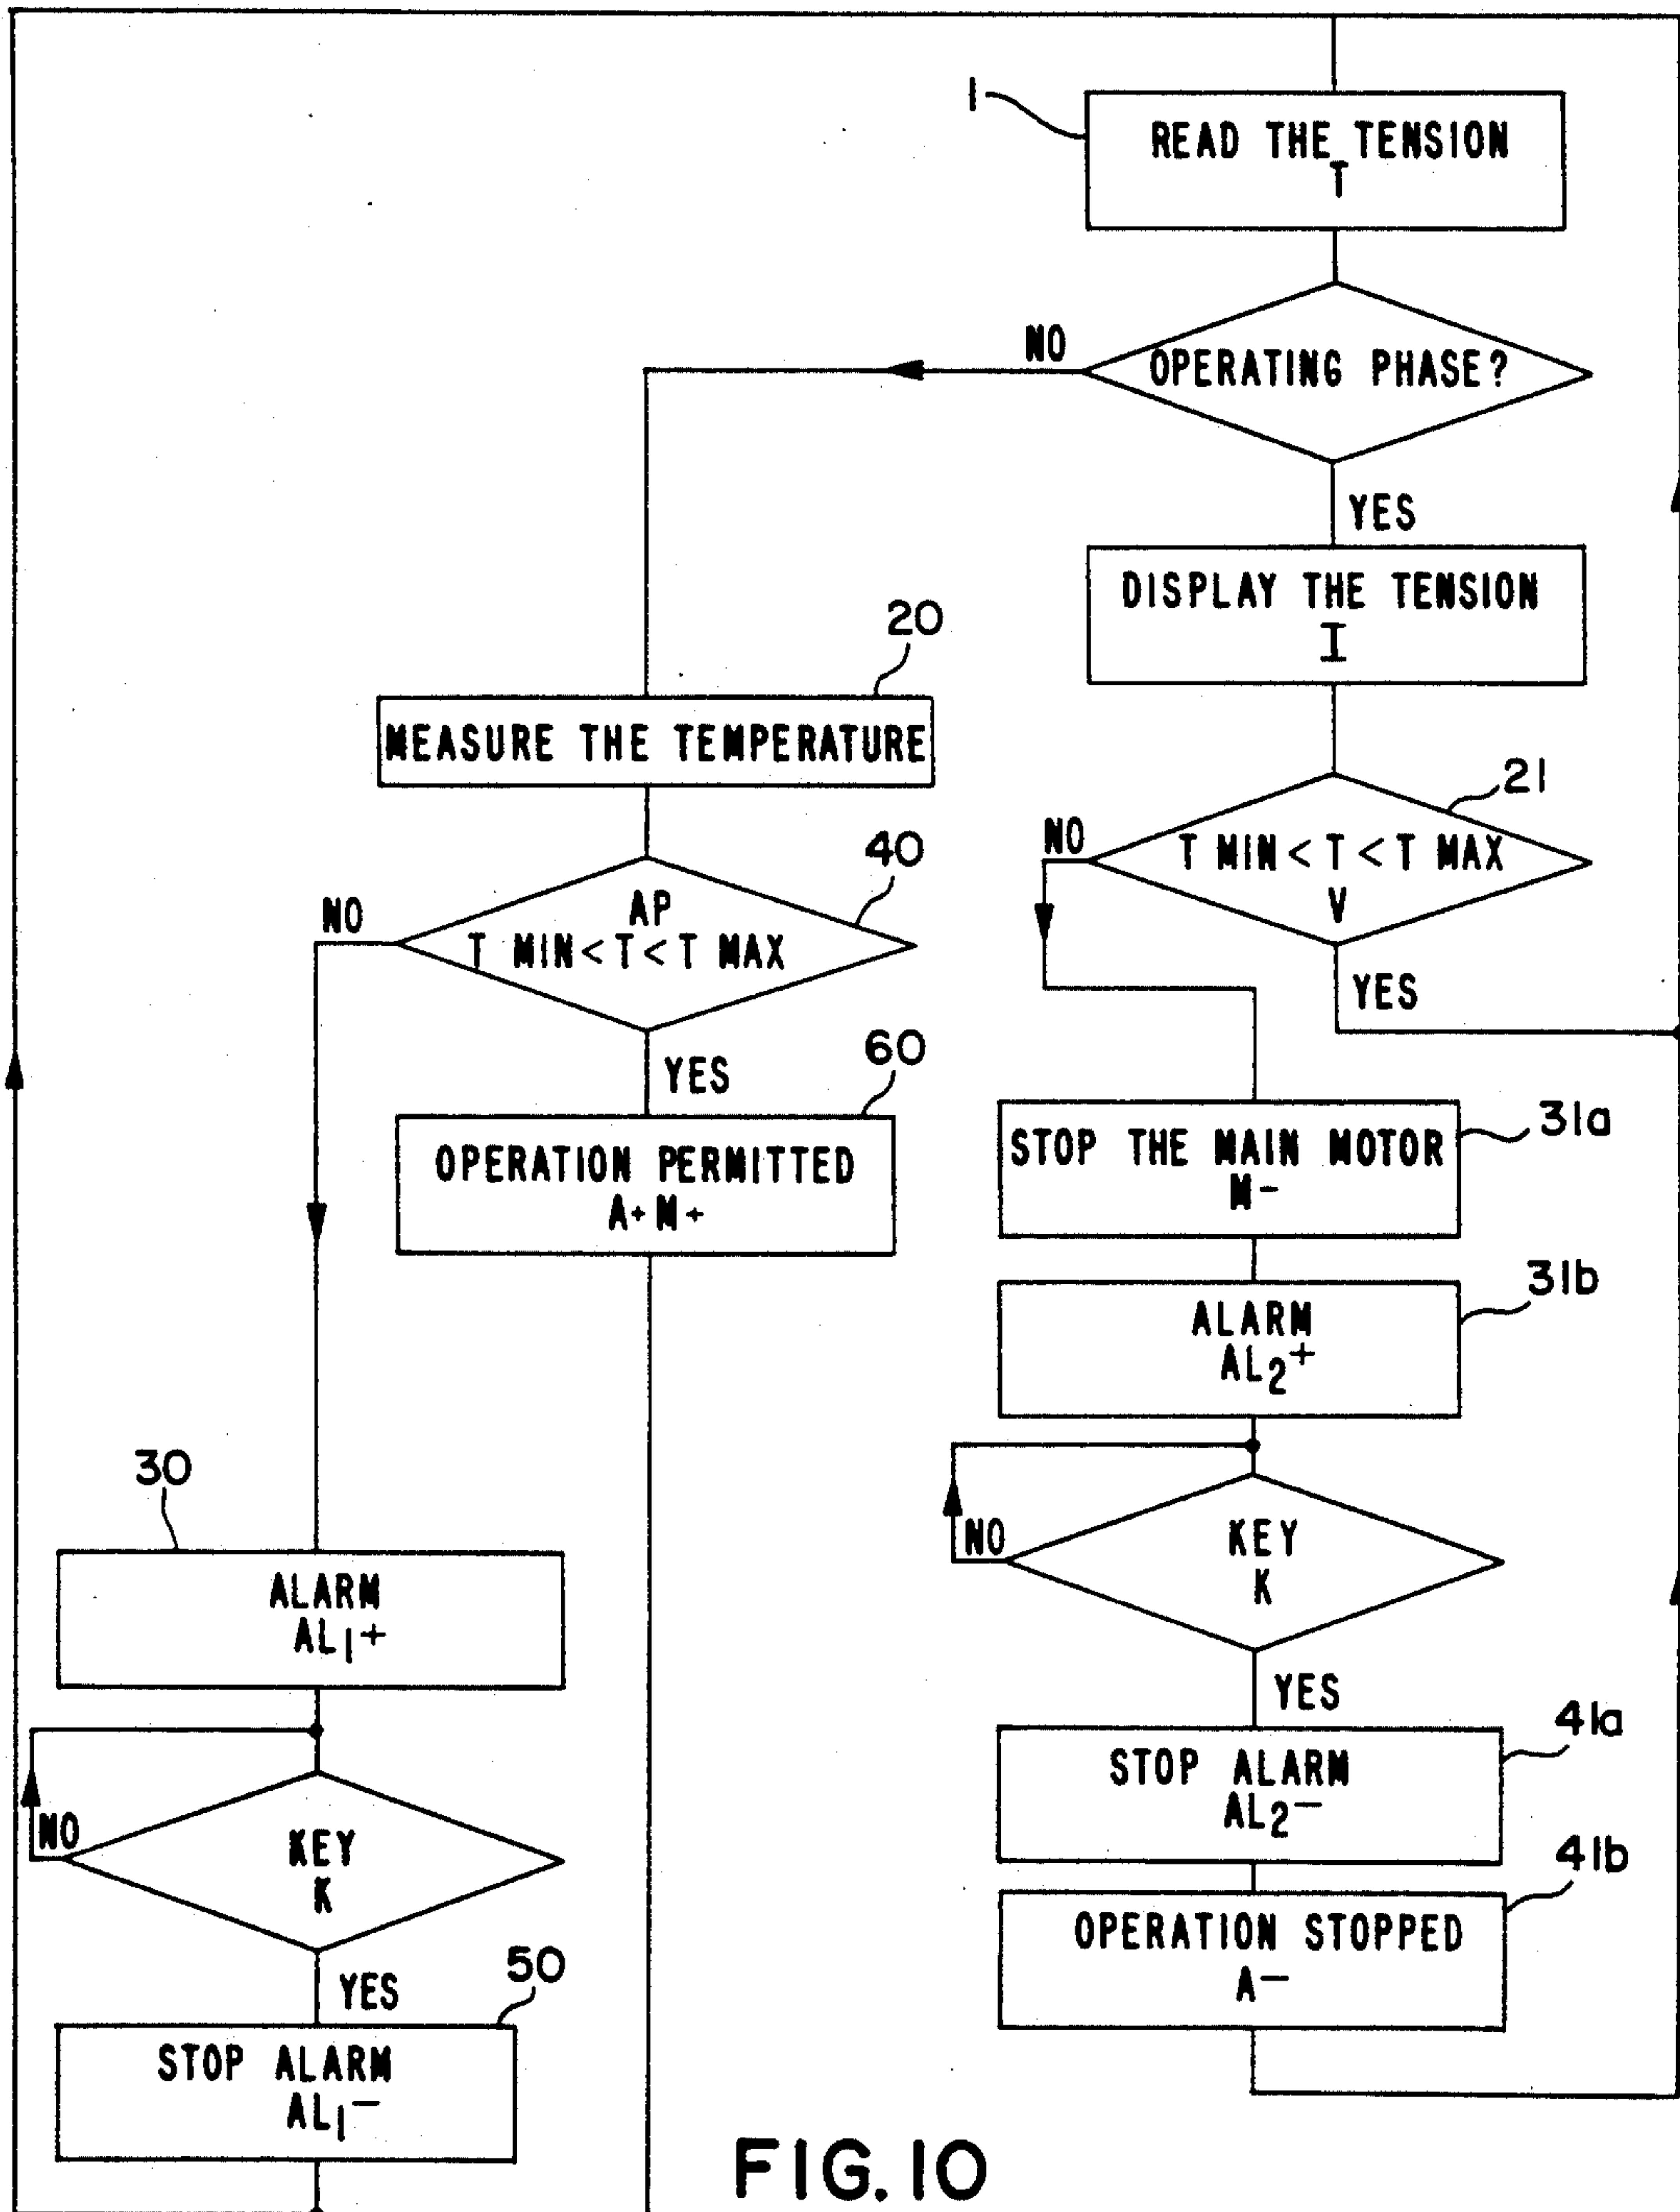 1
READ THE TENSION
T
NO
OPERATING PHASE?
YES
DISPLAY THE TENSION
I
20
MEASURE THE TEMPERATURE
21
NO
T MIN < T < T MAX
V
YES
40
NO
AP
T MIN < T < T MAX
YES
60
OPERATION PERMITTED
A+ M+
31a
STOP THE MAIN MOTOR
M-
31b
ALARM
AL2+
30
ALARM
AL1+
NO
KEY
K
YES
41a
STOP ALARM
AL2-
NO
KEY
K
YES
41b
OPERATION STOPPED
A-
50
STOP ALARM
AL1-
FIG. 10